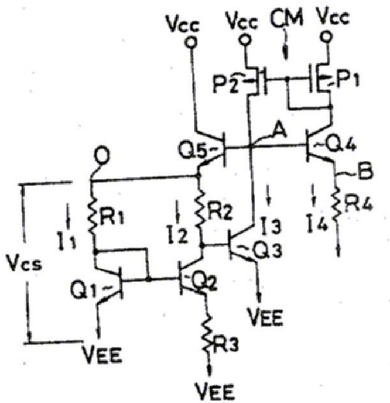 Vcc CM Vcc
Vcc
P2 P1
A
Q5 Q4
B
R1 I1 I2 R2 I3 I4 R4
Vcs
Q3
Q1 Q2
VEE
VEE R3
VEE